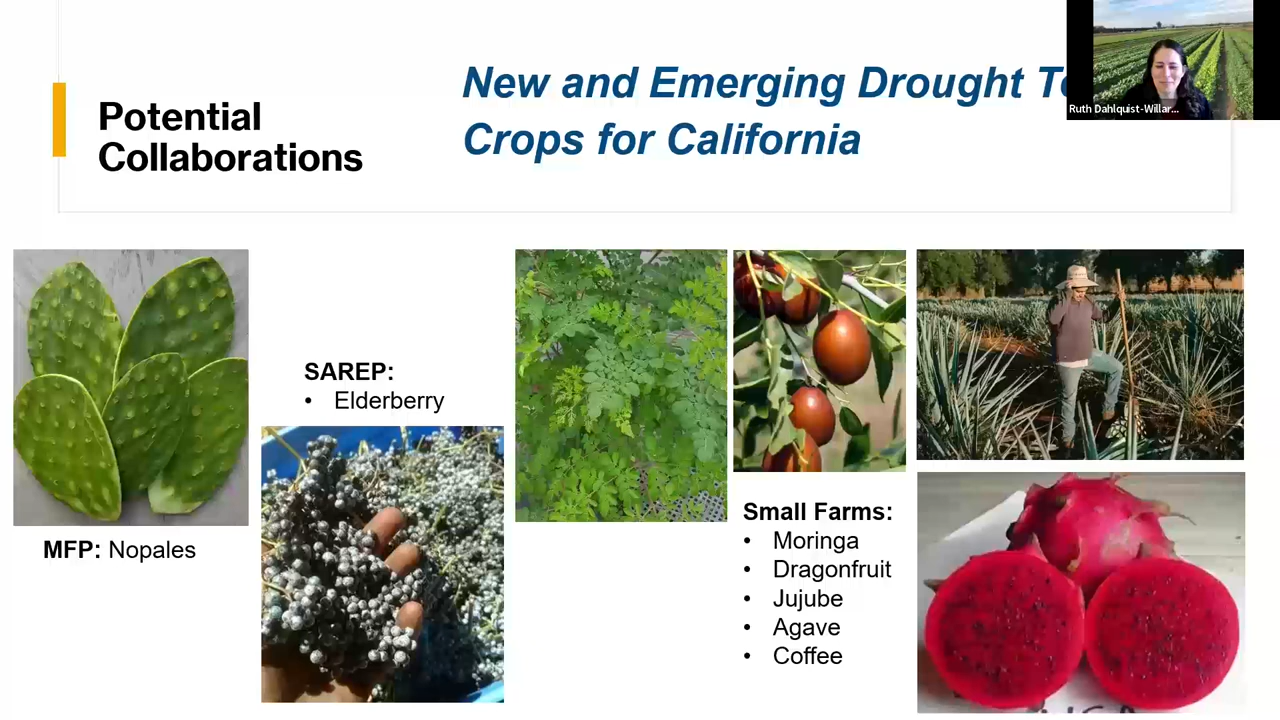 Potential
Collaborations
New and Emerging Drought
Crops for California
Ruth Dahlquist-Willar...
SAREP:
• Elderberry
MFP: Nopales
Small Farms:
• Moringa
• Dragonfruit
• Jujube
• Agave
• Coffee